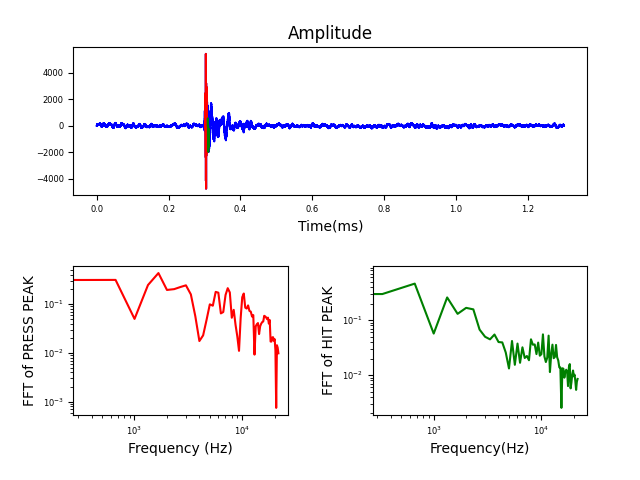 Amplitude
4000
2000
0
−2000
−4000
0.0 0.2 0.4 0.6 0.8 1.0 1.2
Time(ms)
FFT of PRESS PEAK
10⁻¹
10⁻²
10⁻³
10³ 10⁴
Frequency (Hz)
FFT of HIT PEAK
10⁻¹
10⁻²
10³ 10⁴
Frequency(Hz)